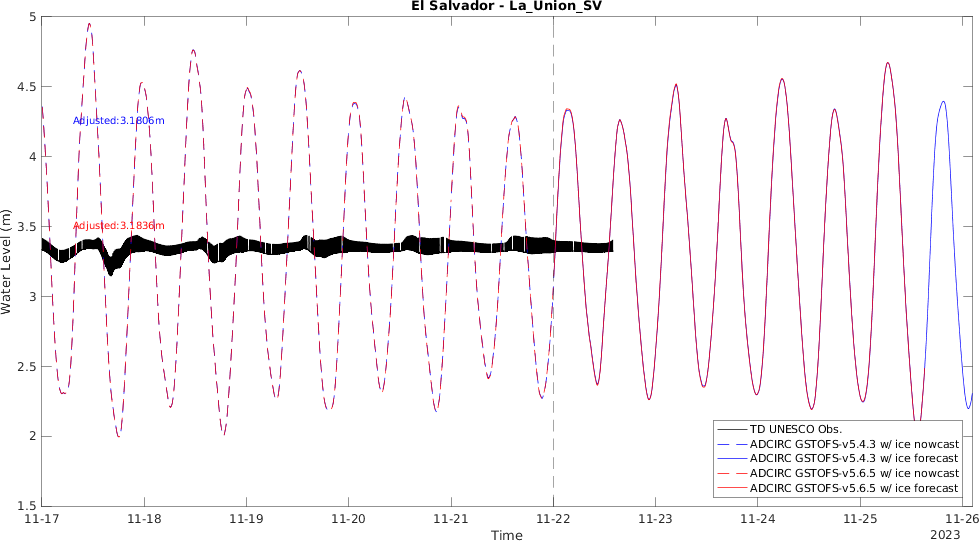 El Salvador - La_Union_SV
5
4.5
4
3.5
3
2.5
2
1.5
Water Level (m)
Adjusted:3.1806m
Adjusted:3.1836m
TD UNESCO Obs.
ADCIRC GSTOFS-v5.4.3 w/ ice nowcast
ADCIRC GSTOFS-v5.4.3 w/ ice forecast
ADCIRC GSTOFS-v5.6.5 w/ ice nowcast
ADCIRC GSTOFS-v5.6.5 w/ ice forecast
11-17 11-18 11-19 11-20 11-21 11-22 11-23 11-24 11-25 11-26
Time
2023